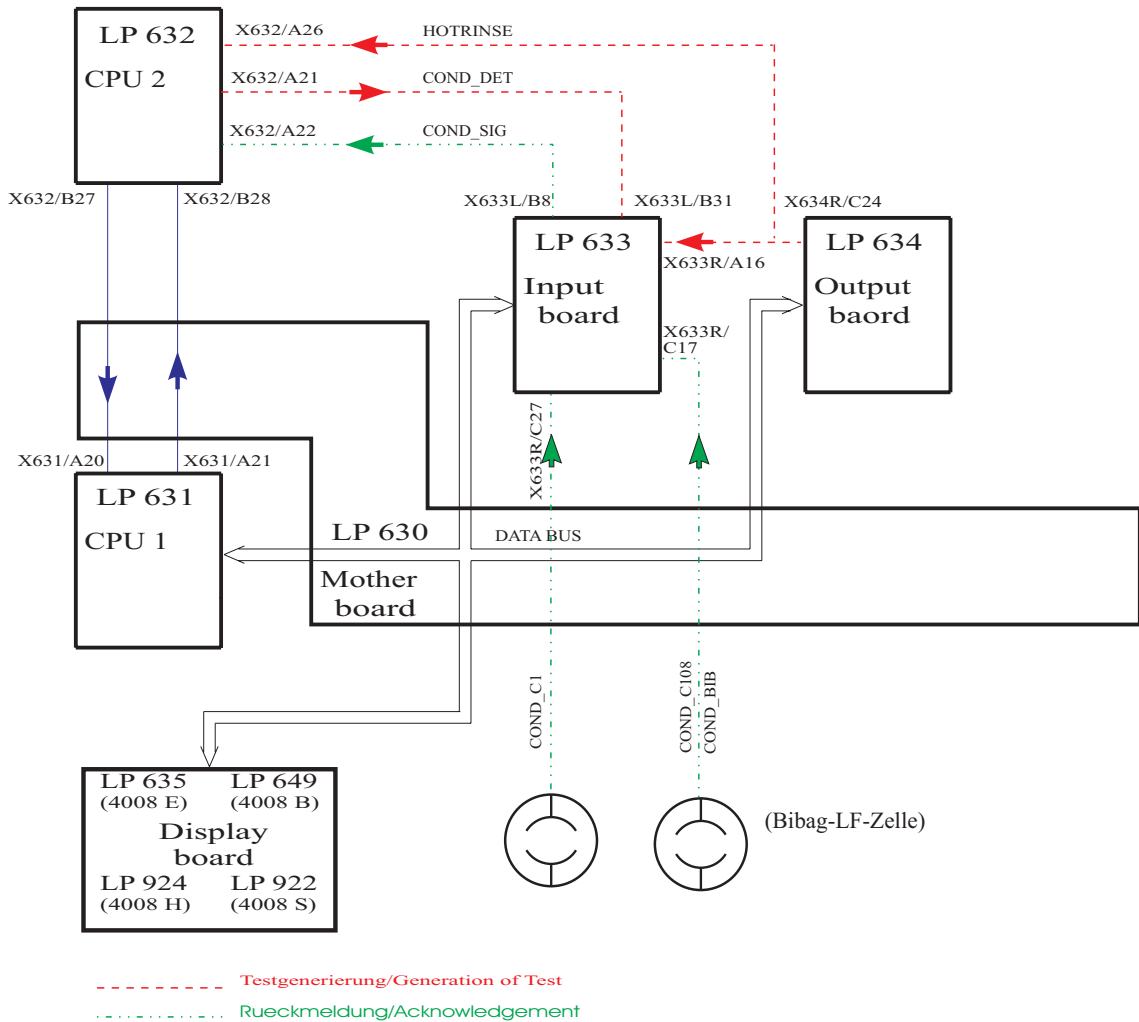 LP 632
CPU 2
X632/A26
HOTRINSE
X632/A21
COND_DET
X632/A22
COND_SIG
X632/B27
X632/B28
X633L/B8
X633L/B31
X634R/C24
LP 633
Input
board
X633R/A16
LP 634
Output
baord
X633R/
C17
X633R/C27
X631/A20
X631/A21
LP 631
CPU 1
LP 630
DATA BUS
Mother
board
COND_C1
COND_C108
COND_BIB
LP 635
(4008 E)
LP 649
(4008 B)
Display
board
LP 924
(4008 H)
LP 922
(4008 S)
(Bibag-LF-Zelle)
Testgenerierung/Generation of Test
Rueckmeldung/Acknowledgement